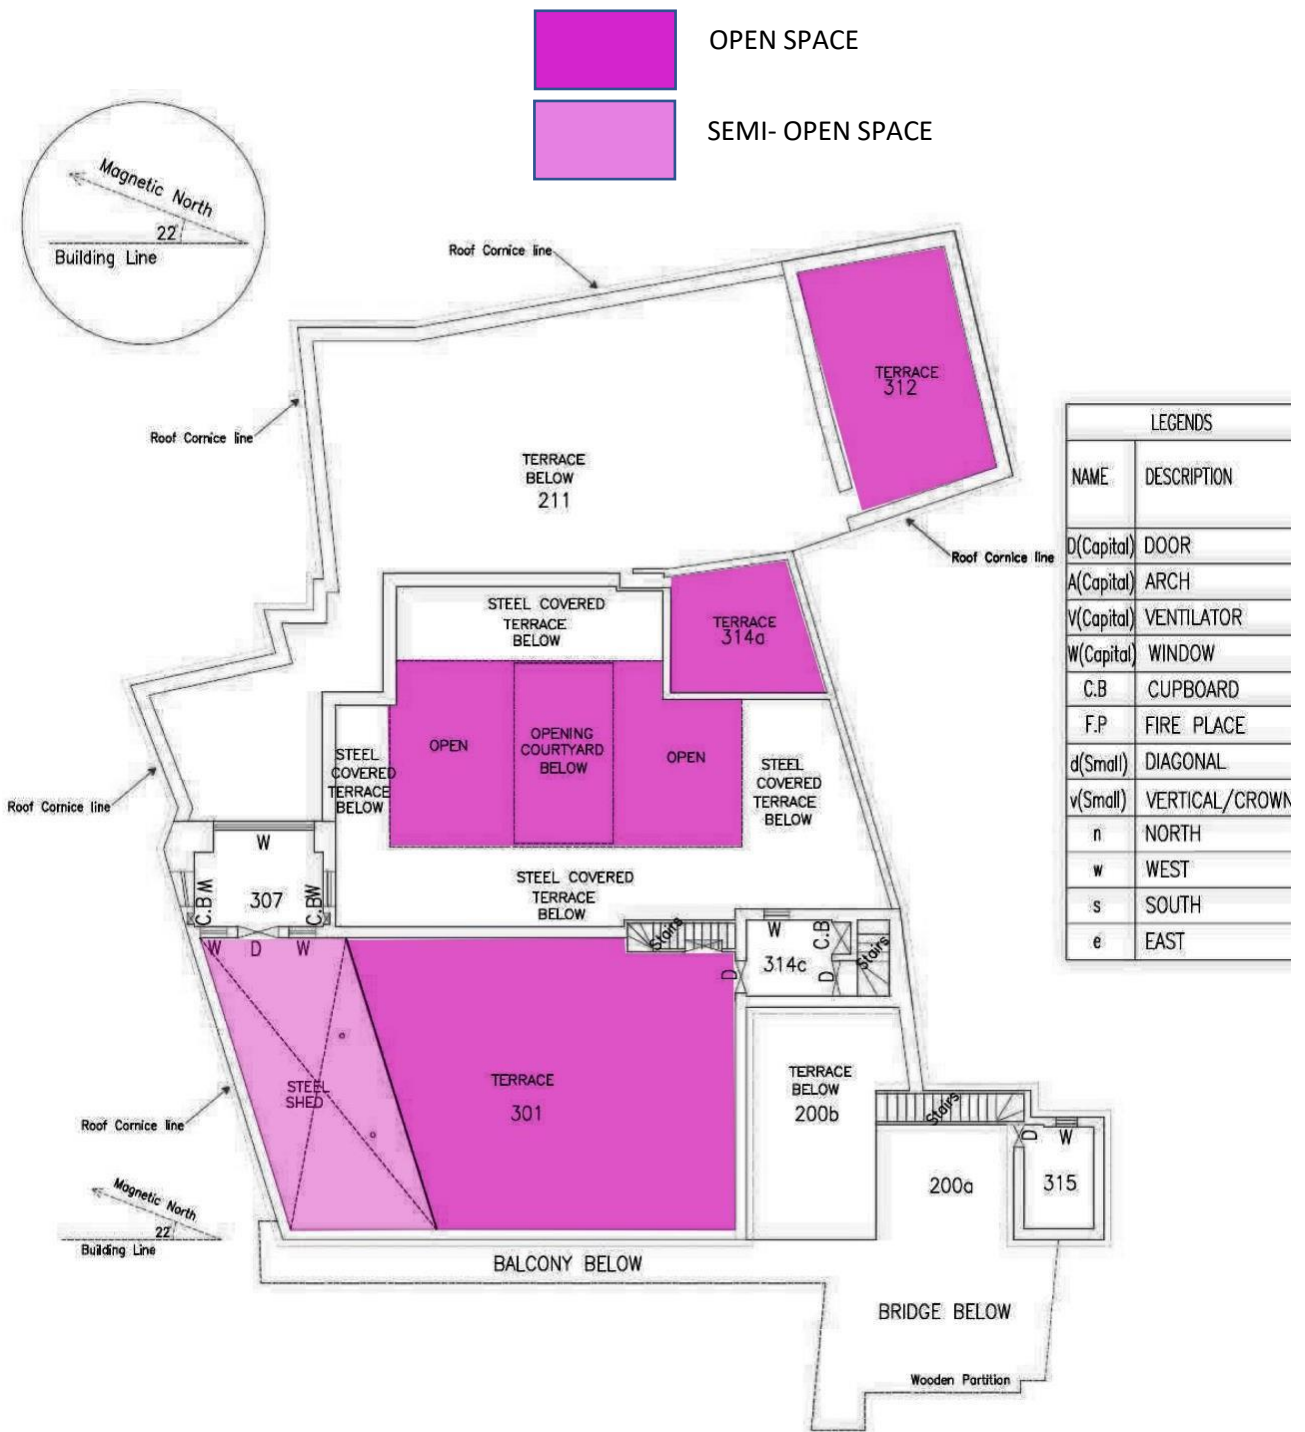 OPEN SPACE
SEMI- OPEN SPACE
Magnetic North
22
Building Line
Roof Cornice line
TERRACE
312
Roof Cornice line
TERRACE
BELOW
211
Roof Cornice line
LEGENDS
NAME DESCRIPTION
D(Capital) DOOR
A(Capital) ARCH
V(Capital) VENTILATOR
W(Capital) WINDOW
C.B CUPBOARD
F.P FIRE PLACE
d(Small) DIAGONAL
v(Small) VERTICAL/CROWN
n NORTH
w WEST
s SOUTH
e EAST
STEEL COVERED
TERRACE
BELOW
TERRACE
314a
OPEN
OPENING
COURTYARD
BELOW
OPEN
STEEL
COVERED
TERRACE
BELOW
STEEL
COVERED
TERRACE
BELOW
Roof Cornice line
W
C.B W
307
C.B W
STEEL COVERED
TERRACE
BELOW
W D W
Stairs
W
C.B
314c
D
D
Stairs
STEEL
SHED
TERRACE
301
TERRACE
BELOW
200b
Stairs
D
W
200a
315
Roof Cornice line
Magnetic North
22
Building Line
BALCONY BELOW
BRIDGE BELOW
Wooden Partition